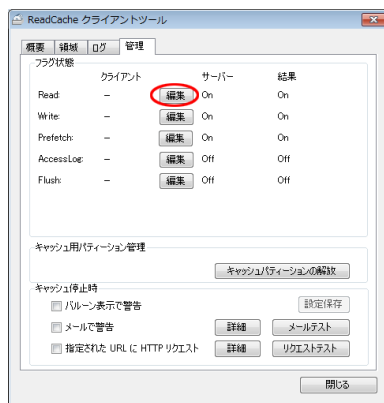 ReadCache クライアントツール
概要 領域 ログ 管理
フラグ状態
クライアント サーバー 結果
Read: － 編集 On On
Write: － 編集 On On
Prefetch: － 編集 On On
AccessLog: － 編集 Off Off
Flush: － 編集 Off Off
キャッシュ用パティーション管理
キャッシュパティーションの解放
キャッシュ停止時
バルーン表示で警告 設定保存
メールで警告 詳細 メールテスト
指定された URL に HTTP リクエスト 詳細 リクエストテスト
閉じる